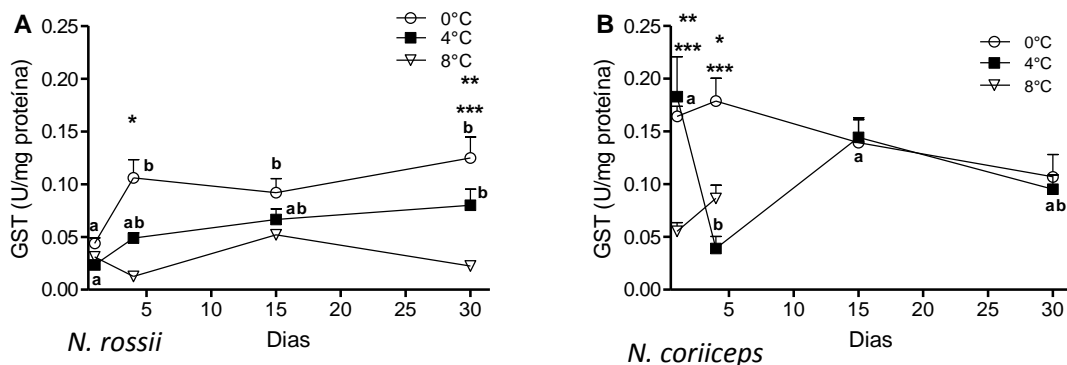 A
0°C
4°C
8°C
GST (U/mg proteína)
0.25
0.20
0.15
0.10
0.05
0.00
*
**
***
a
b
b
b
ab
ab
b
a
5
10
15
20
25
30
Dias
N. rossii
B
0°C
4°C
8°C
GST (U/mg proteína)
0.25
0.20
0.15
0.10
0.05
0.00
**
***
*
***
a
b
a
ab
5
10
15
20
25
30
Dias
N. coriiceps